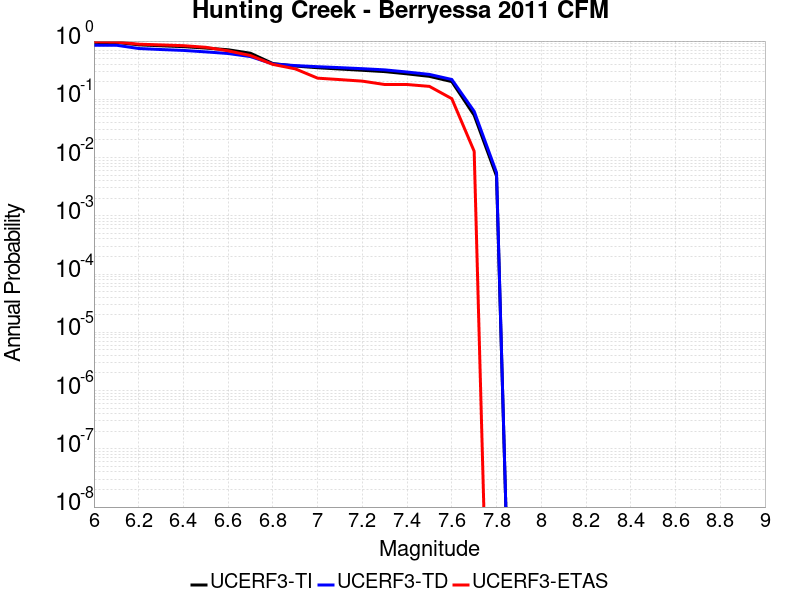 Hunting Creek - Berryessa 2011 CFM
10^0
10^-1
10^-2
10^-3
10^-4
10^-5
10^-6
10^-7
10^-8
Annual Probability
6 6.2 6.4 6.6 6.8 7 7.2 7.4 7.6 7.8 8 8.2 8.4 8.6 8.8 9
Magnitude
UCERF3-TI UCERF3-TD UCERF3-ETAS